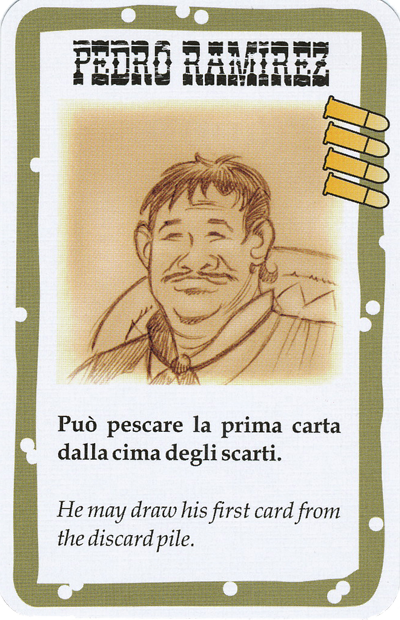 PEDRO RAMIREZ
Può pescare la prima carta
dalla cima degli scarti.
He may draw his first card from
the discard pile.